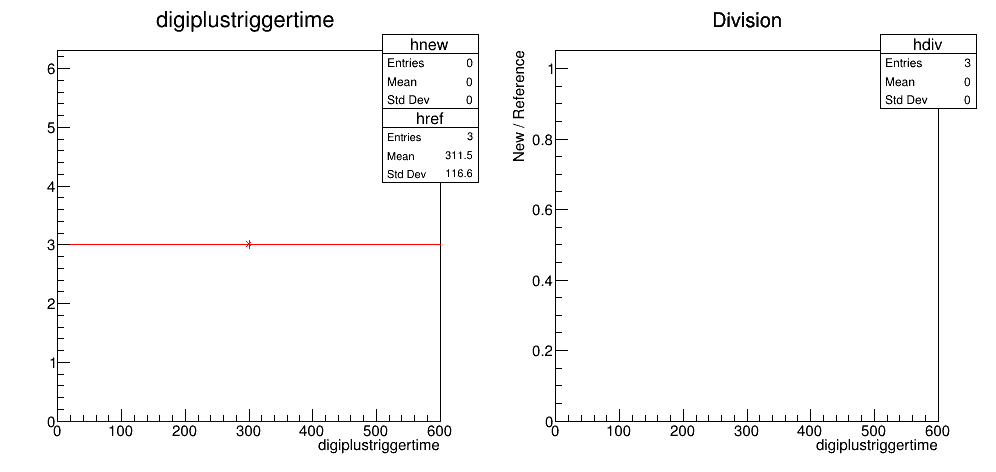 digiplustriggertime
hnew
Entries 0
Mean 0
Std Dev 0
href
Entries 3
Mean 311.5
Std Dev 116.6
6
5
4
3
2
1
0
0 100 200 300 400 500 600
digiplustriggertime
Division
hdiv
Entries 3
Mean 0
Std Dev 0
New / Reference
1
0.8
0.6
0.4
0.2
0
0 100 200 300 400 500 600
digiplustriggertime